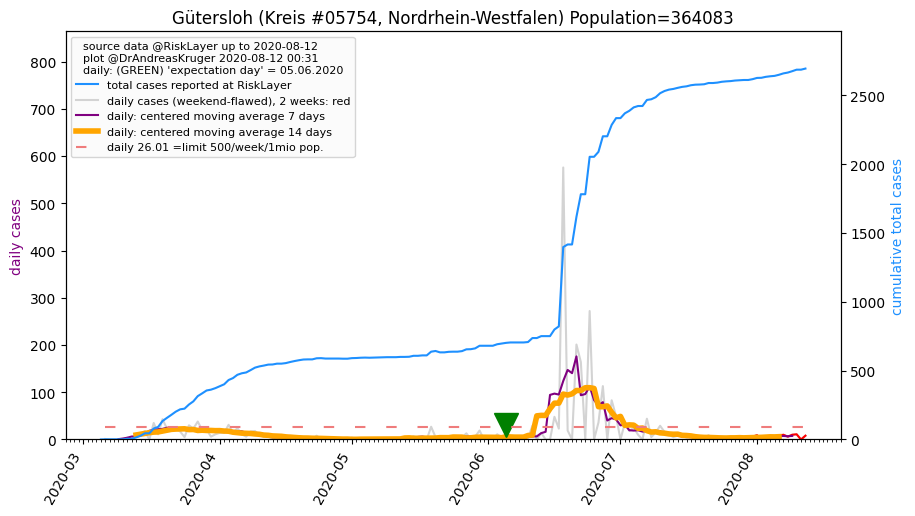 Gütersloh (Kreis #05754, Nordrhein-Westfalen) Population=364083
source data @RiskLayer up to 2020-08-12
plot @DrAndreasKruger 2020-08-12 00:31
daily: (GREEN) 'expectation day' = 05.06.2020
total cases reported at RiskLayer
daily cases (weekend-flawed), 2 weeks: red
daily: centered moving average 7 days
daily: centered moving average 14 days
daily 26.01 =limit 500/week/1mio pop.
daily cases
800
700
600
500
400
300
200
100
0
cumulative total cases
2500
2000
1500
1000
500
0
2020-03
2020-04
2020-05
2020-06
2020-07
2020-08